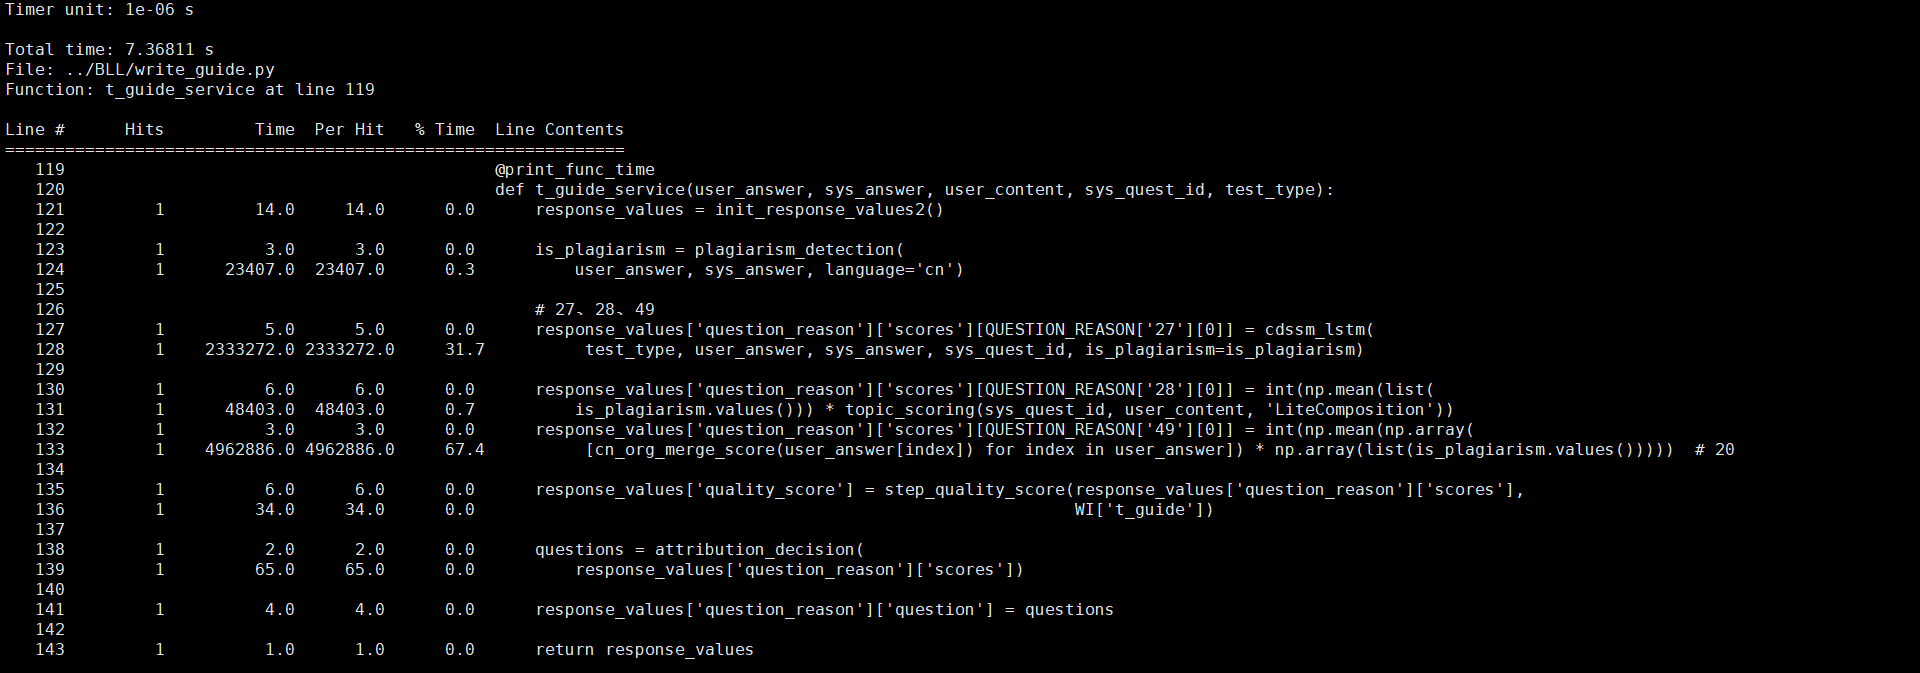 Timer unit: 1e-06 s
Total time: 7.36811 s
File: ../BLL/write_guide.py
Function: t_guide_service at line 119
Line #      Hits         Time  Per Hit   % Time  Line Contents
==============================================================
   119                                           @print_func_time
   120                                           def t_guide_service(user_answer, sys_answer, user_content, sys_quest_id, test_type):
   121         1         14.0     14.0      0.0      response_values = init_response_values2()
   122
   123         1          3.0      3.0      0.0      is_plagiarism = plagiarism_detection(
   124         1      23407.0  23407.0      0.3          user_answer, sys_answer, language='cn')
   125
   126                                               # 27、28、49
   127         1          5.0      5.0      0.0      response_values['question_reason']['scores'][QUESTION_REASON['27'][0]] = cdssm_lstm(
   128         1    2333272.0 2333272.0     31.7          test_type, user_answer, sys_answer, sys_quest_id, is_plagiarism=is_plagiarism)
   129
   130         1          6.0      6.0      0.0      response_values['question_reason']['scores'][QUESTION_REASON['28'][0]] = int(np.mean(list(
   131         1      48403.0  48403.0      0.7          is_plagiarism.values())) * topic_scoring(sys_quest_id, user_content, 'LiteComposition'))
   132         1          3.0      3.0      0.0      response_values['question_reason']['scores'][QUESTION_REASON['49'][0]] = int(np.mean(np.array(
   133         1    4962886.0 4962886.0     67.4          [cn_org_merge_score(user_answer[index]) for index in user_answer]) * np.array(list(is_plagiarism.values()))))  # 20
   134
   135         1          6.0      6.0      0.0      response_values['quality_score'] = step_quality_score(response_values['question_reason']['scores'],
   136         1         34.0     34.0      0.0                                                            WI['t_guide'])
   137
   138         1          2.0      2.0      0.0      questions = attribution_decision(
   139         1         65.0     65.0      0.0          response_values['question_reason']['scores'])
   140
   141         1          4.0      4.0      0.0      response_values['question_reason']['question'] = questions
   142
   143         1          1.0      1.0      0.0      return response_values